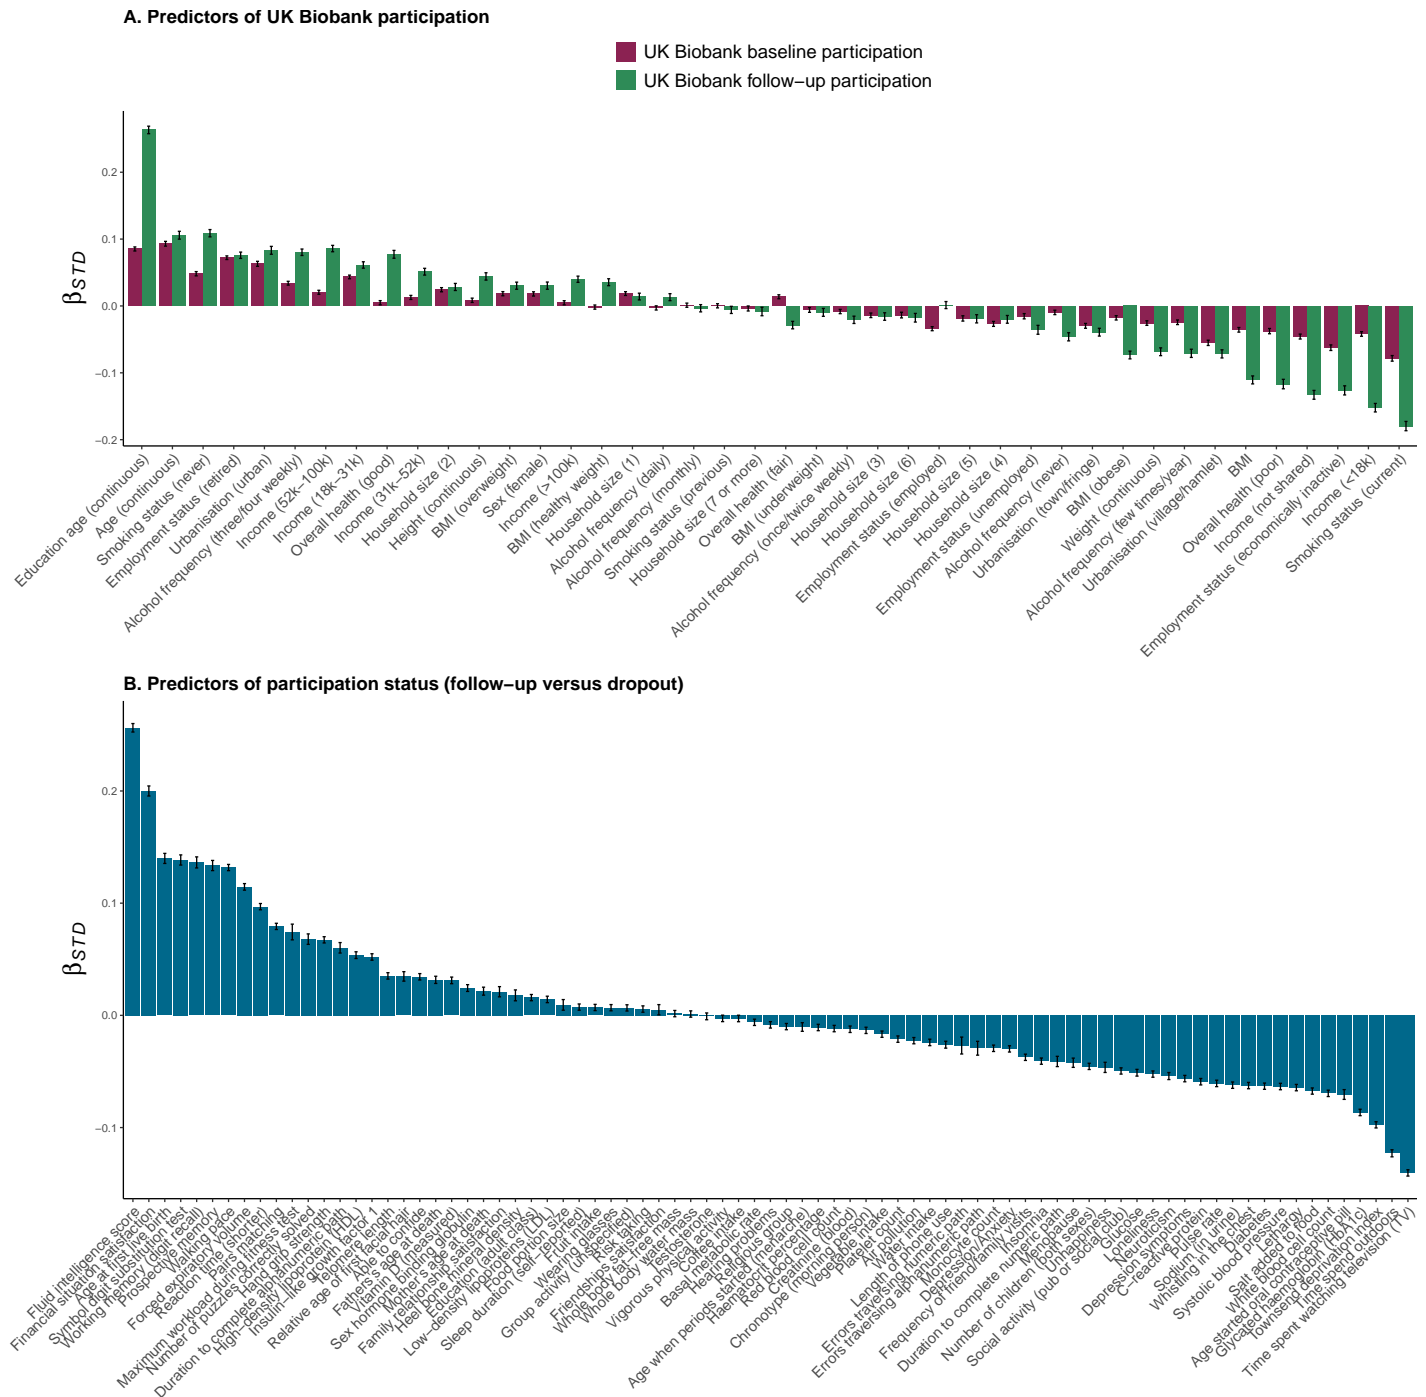 A. Predictors of UK Biobank participation
UK Biobank baseline participation
UK Biobank follow−up participation
βSTD
0.2
0.1
0.0
−0.1
−0.2
Education age (continuous)
Age (continuous)
Smoking status (never)
Employment status (retired)
Urbanisation (urban)
Alcohol frequency (three/four weekly)
Income (52k−100k)
Income (18k−31k)
Overall health (good)
Income (31k−52k)
Household size (2)
Height (continuous)
BMI (overweight)
Sex (female)
Income (>100k)
BMI (healthy weight)
Household size (1)
Alcohol frequency (daily)
Alcohol frequency (monthly)
Smoking status (previous)
Household size (7 or more)
Overall health (fair)
BMI (underweight)
Alcohol frequency (once/twice weekly)
Household size (3)
Household size (6)
Employment status (employed)
Household size (5)
Household size (4)
Employment status (unemployed)
Alcohol frequency (never)
Urbanisation (town/fringe)
BMI (obese)
Weight (continuous)
Alcohol frequency (few times/year)
Urbanisation (village/hamlet)
BMI
Overall health (poor)
Income (not shared)
Employment status (economically inactive)
Income (<18k)
Smoking status (current)
B. Predictors of participation status (follow−up versus dropout)
βSTD
0.2
0.1
0.0
−0.1
Fluid intelligence score
Financial situation satisfaction
Age at first live birth
Symbol digit substitution test
Working memory (digit recall)
Prospective memory
Walking pace
Forced expiratory volume
Reaction time (shorter)
Pairs matching
Maximum workload during fitness test
Number of puzzles correctly solved
Hand grip strength
Duration to complete alphanumeric path
High−density lipoprotein (HDL)
Insulin−like growth factor 1
Telomere length
Relative age of first facial hair
Able to confide
Fathers age at death
Vitamin D (measured)
Sex hormone binding globulin
Mothers age at death
Family relationship satisfaction
Heel bone mineral density
Education (adult class)
Low−density lipoproteins (LDL)
Food portion size
Sleep duration (self−reported)
Fruit intake
Wearing glasses
Group activity (unspecified)
Risk taking
Friendships satisfaction
Whole body fat−free mass
Whole body water mass
Testosterone
Vigorous physical activity
Coffee intake
Basal metabolic rate
Hearing problems
Religious group
Age when periods started (menarche)
Haematocrit percentage
Red blood cell count
Creatinine (blood)
Chronotype (morning person)
Vegetable intake
Platelet count
Air pollution
Water intake
Length of phone use
Errors traversing numeric path
Errors traversing alphanumeric path
Monocyte count
Depression/Anxiety
Frequency of friend/family visits
Insomnia
Duration to complete numeric path
Menopause
Number of children (both sexes)
Unhappiness
Social activity (pub or social club)
Glucose
Loneliness
Neuroticism
Depression symptoms
C−reactive protein
Pulse rate
Sodium in urine
Whistling in the chest
Diabetes
Systolic blood pressure
Lethargy
Salt added to food
White blood cell count
Age started oral contraceptive pill
Glycated haemoglobin (HbA1c)
Townsend deprivation index
Time spend outdoors
Time spent watching television (TV)